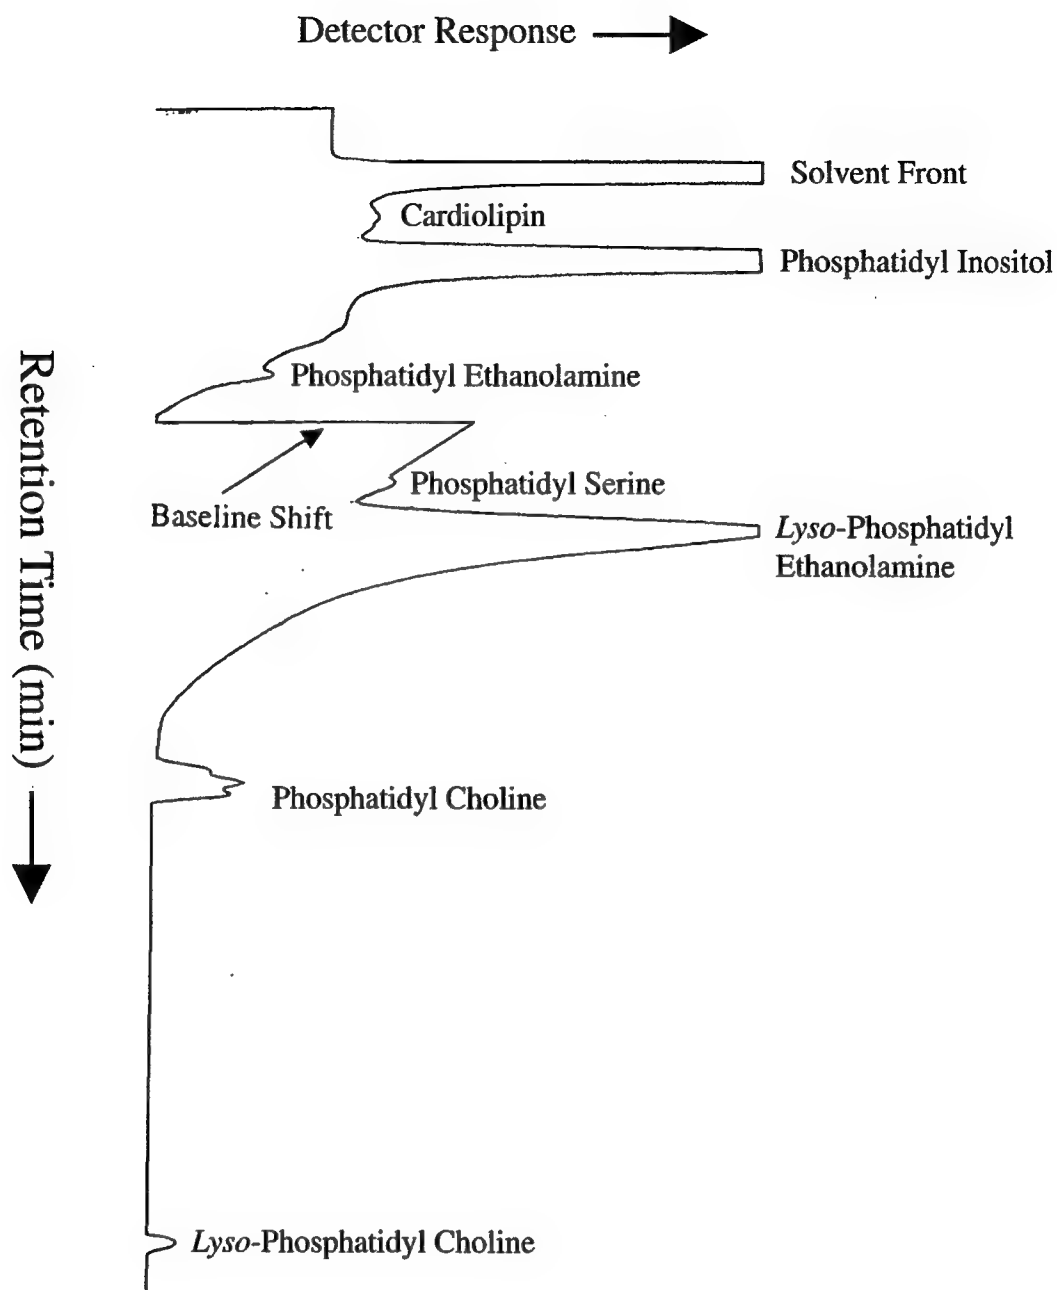 Detector Response
Solvent Front
Cardiolipin
Phosphatidyl Inositol
Phosphatidyl Ethanolamine
Baseline Shift
Phosphatidyl Serine
Lyso-Phosphatidyl
Ethanolamine
Phosphatidyl Choline
Lyso-Phosphatidyl Choline
Retention Time (min)